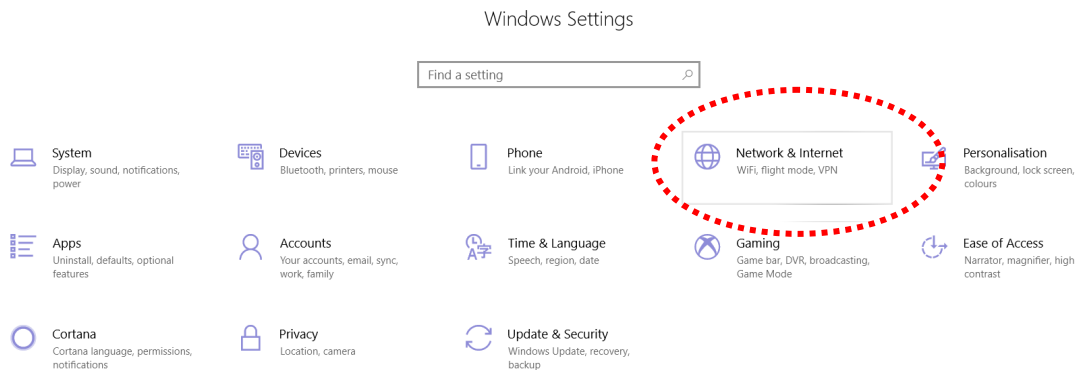 Windows Settings
Find a setting
System
Display, sound, notifications,
power
Devices
Bluetooth, printers, mouse
Phone
Link your Android, iPhone
Network & Internet
WiFi, flight mode, VPN
Personalisation
Background, lock screen,
colours
Apps
Uninstall, defaults, optional
features
Accounts
Your accounts, email, sync,
work, family
A字
Time & Language
Speech, region, date
Gaming
Game bar, DVR, broadcasting,
Game Mode
Ease of Access
Narrator, magnifier, high
contrast
Cortana
Cortana language, permissions,
notifications
Privacy
Location, camera
Update & Security
Windows Update, recovery,
backup